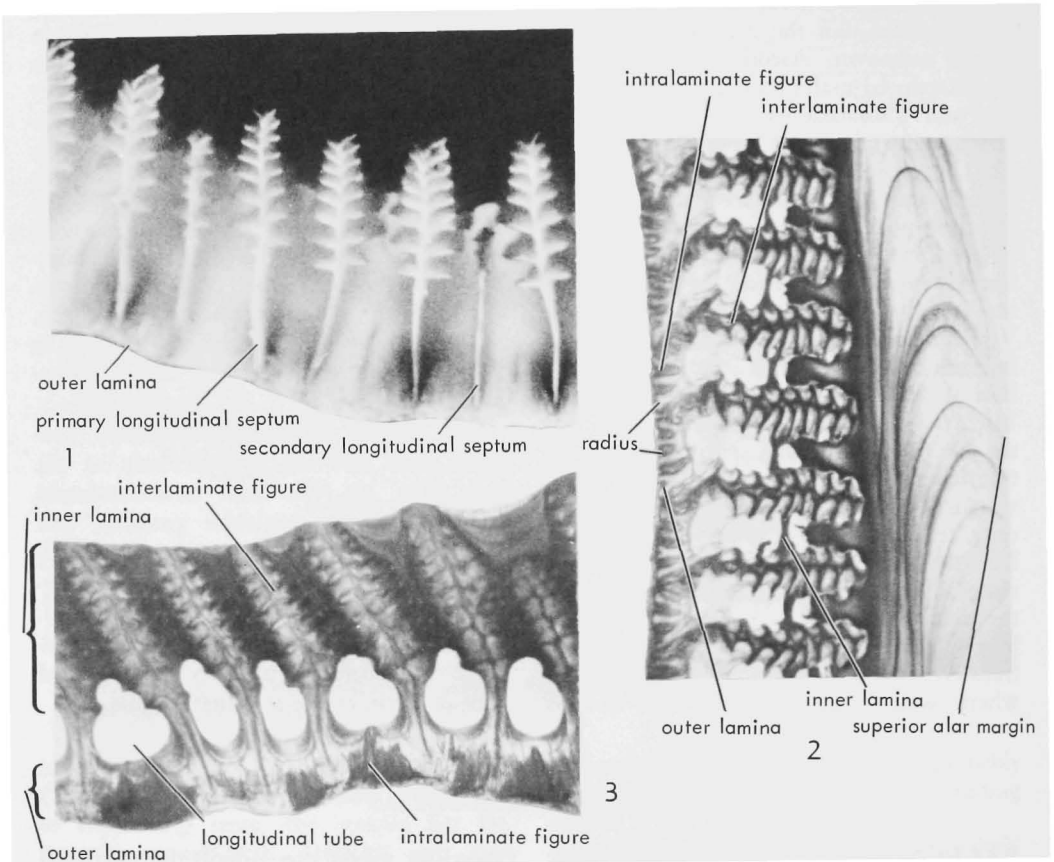 outer lamina
primary longitudinal septum
secondary longitudinal septum
1
intralaminate figure
interlaminate figure
radius
outer lamina
inner lamina
superior alar margin
2
interlaminate figure
inner lamina
longitudinal tube
intralaminate figure
outer lamina
3